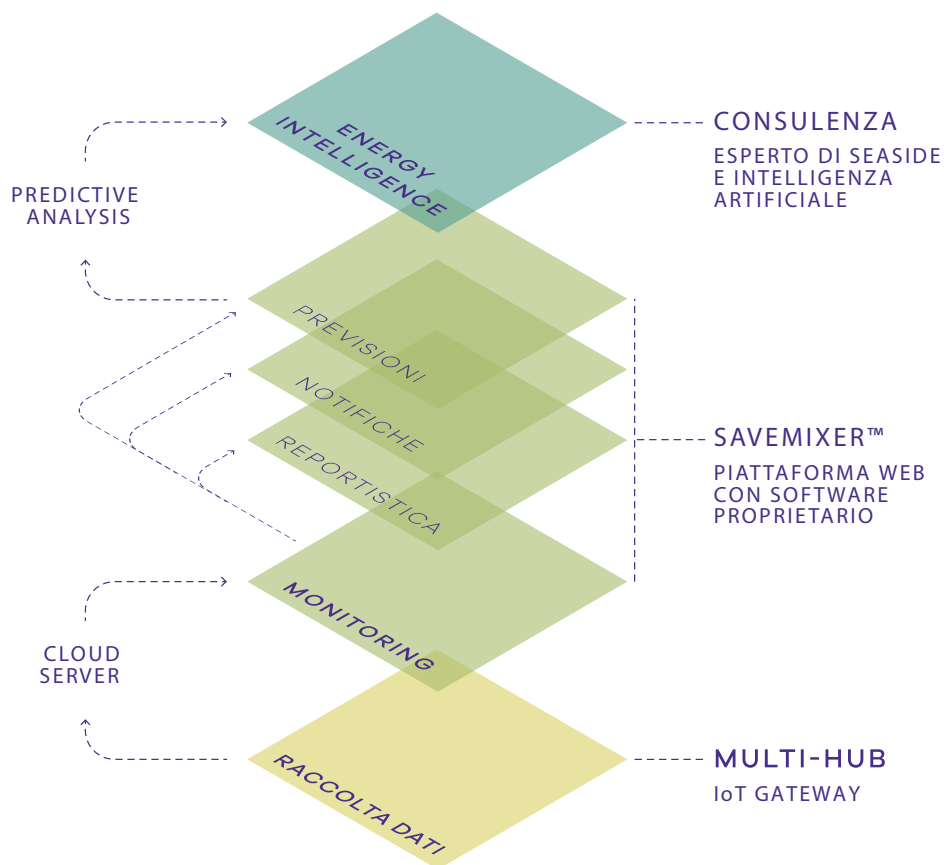 ENERGY
INTELLIGENCE
CONSULENZA
ESPERTO DI SEASIDE
E INTELLIGENZA
ARTIFICIALE
PREDICTIVE
ANALYSIS
PREVISIONI
NOTIFICHE
REPORTISTICA
SAVEMIXER™
PIATTAFORMA WEB
CON SOFTWARE
PROPRIETARIO
MONITORING
CLOUD
SERVER
RACCOLTA DATI
MULTI-HUB
IoT GATEWAY